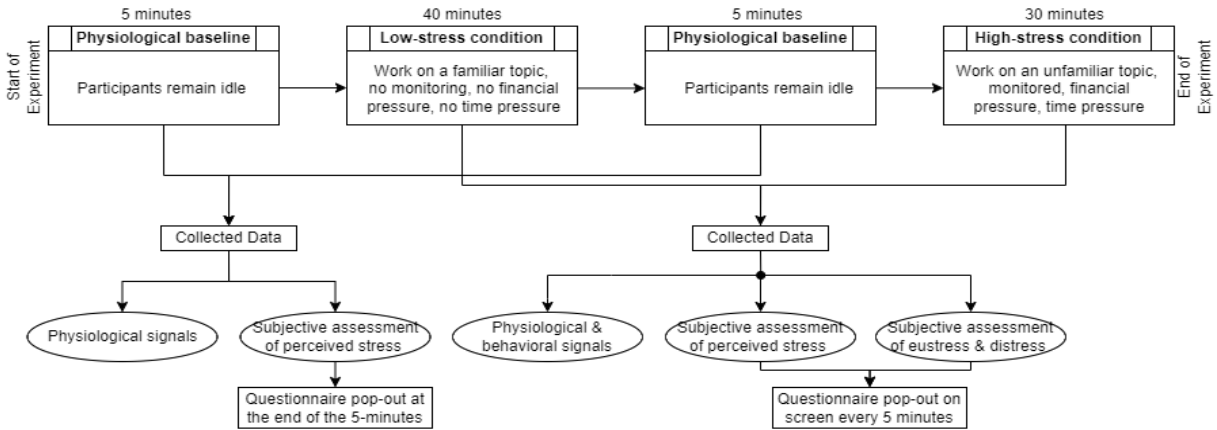 5 minutes
40 minutes
5 minutes
30 minutes
Start of
Experiment
Physiological baseline
Participants remain idle
Low-stress condition
Work on a familiar topic,
no monitoring, no financial
pressure, no time pressure
Physiological baseline
Participants remain idle
High-stress condition
Work on an unfamiliar topic,
monitored, financial
pressure, time pressure
End of
Experiment
Collected Data
Collected Data
Physiological signals
Subjective assessment
of perceived stress
Physiological &
behavioral signals
Subjective assessment
of perceived stress
Subjective assessment
of eustress & distress
Questionnaire pop-out at
the end of the 5-minutes
Questionnaire pop-out on
screen every 5 minutes